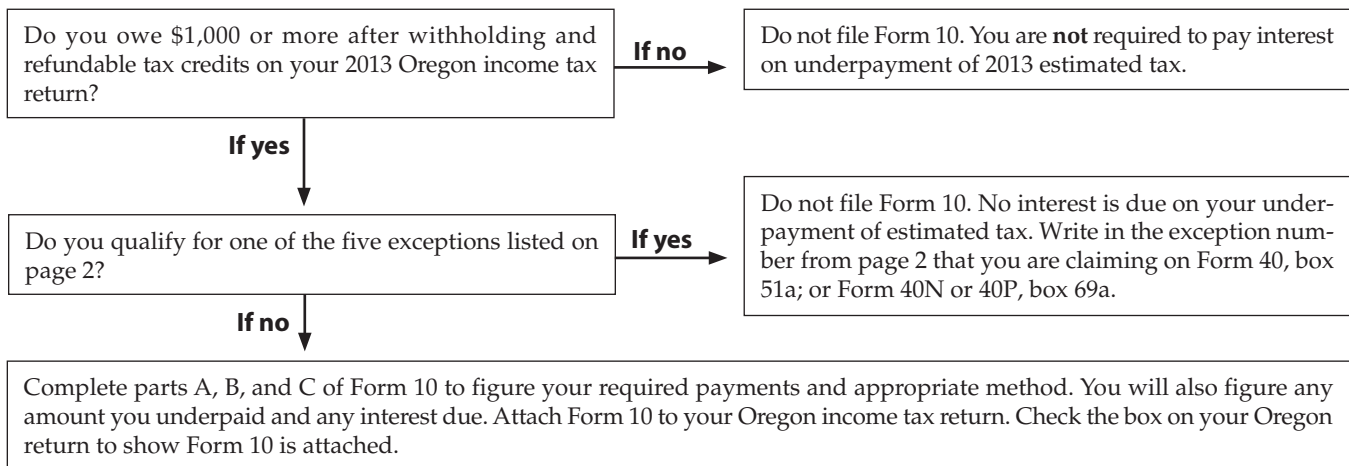 Do you owe $1,000 or more after withholding and
refundable tax credits on your 2013 Oregon income tax
return?
If no
Do not file Form 10. You are not required to pay interest
on underpayment of 2013 estimated tax.
If yes
Do you qualify for one of the five exceptions listed on
page 2?
If yes
Do not file Form 10. No interest is due on your under-
payment of estimated tax. Write in the exception num-
ber from page 2 that you are claiming on Form 40, box
51a; or Form 40N or 40P, box 69a.
If no
Complete parts A, B, and C of Form 10 to figure your required payments and appropriate method. You will also figure any
amount you underpaid and any interest due. Attach Form 10 to your Oregon income tax return. Check the box on your Oregon
return to show Form 10 is attached.